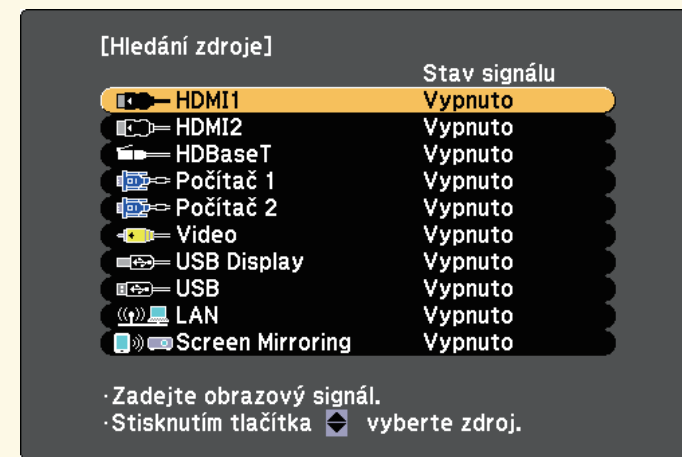 [Hledání zdroje]
Stav signálu
HDMI1 Vypnuto
HDMI2 Vypnuto
HDBaseT Vypnuto
Počítač 1 Vypnuto
Počítač 2 Vypnuto
Video Vypnuto
USB Display Vypnuto
USB Vypnuto
LAN Vypnuto
Screen Mirroring Vypnuto
·Zadejte obrazový signál.
·Stisknutím tlačítka vyberte zdroj.